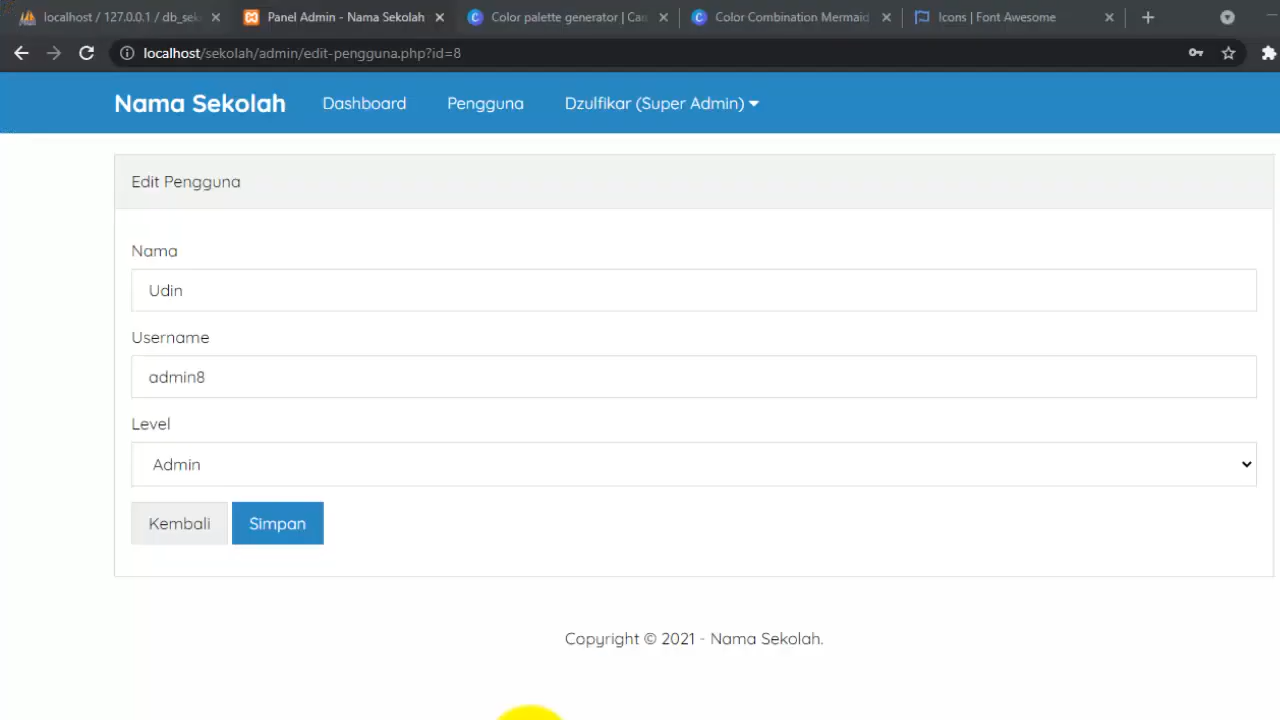 localhost / 127.0.0.1 / db_sek
Panel Admin - Nama Sekolah
Color palette generator | Can
Color Combination Mermaid
Icons | Font Awesome
localhost/sekolah/admin/edit-pengguna.php?id=8
Nama Sekolah Dashboard Pengguna Dzulfikar (Super Admin)
Edit Pengguna
Nama
Udin
Username
admin8
Level
Admin
Kembali Simpan
Copyright © 2021 - Nama Sekolah.